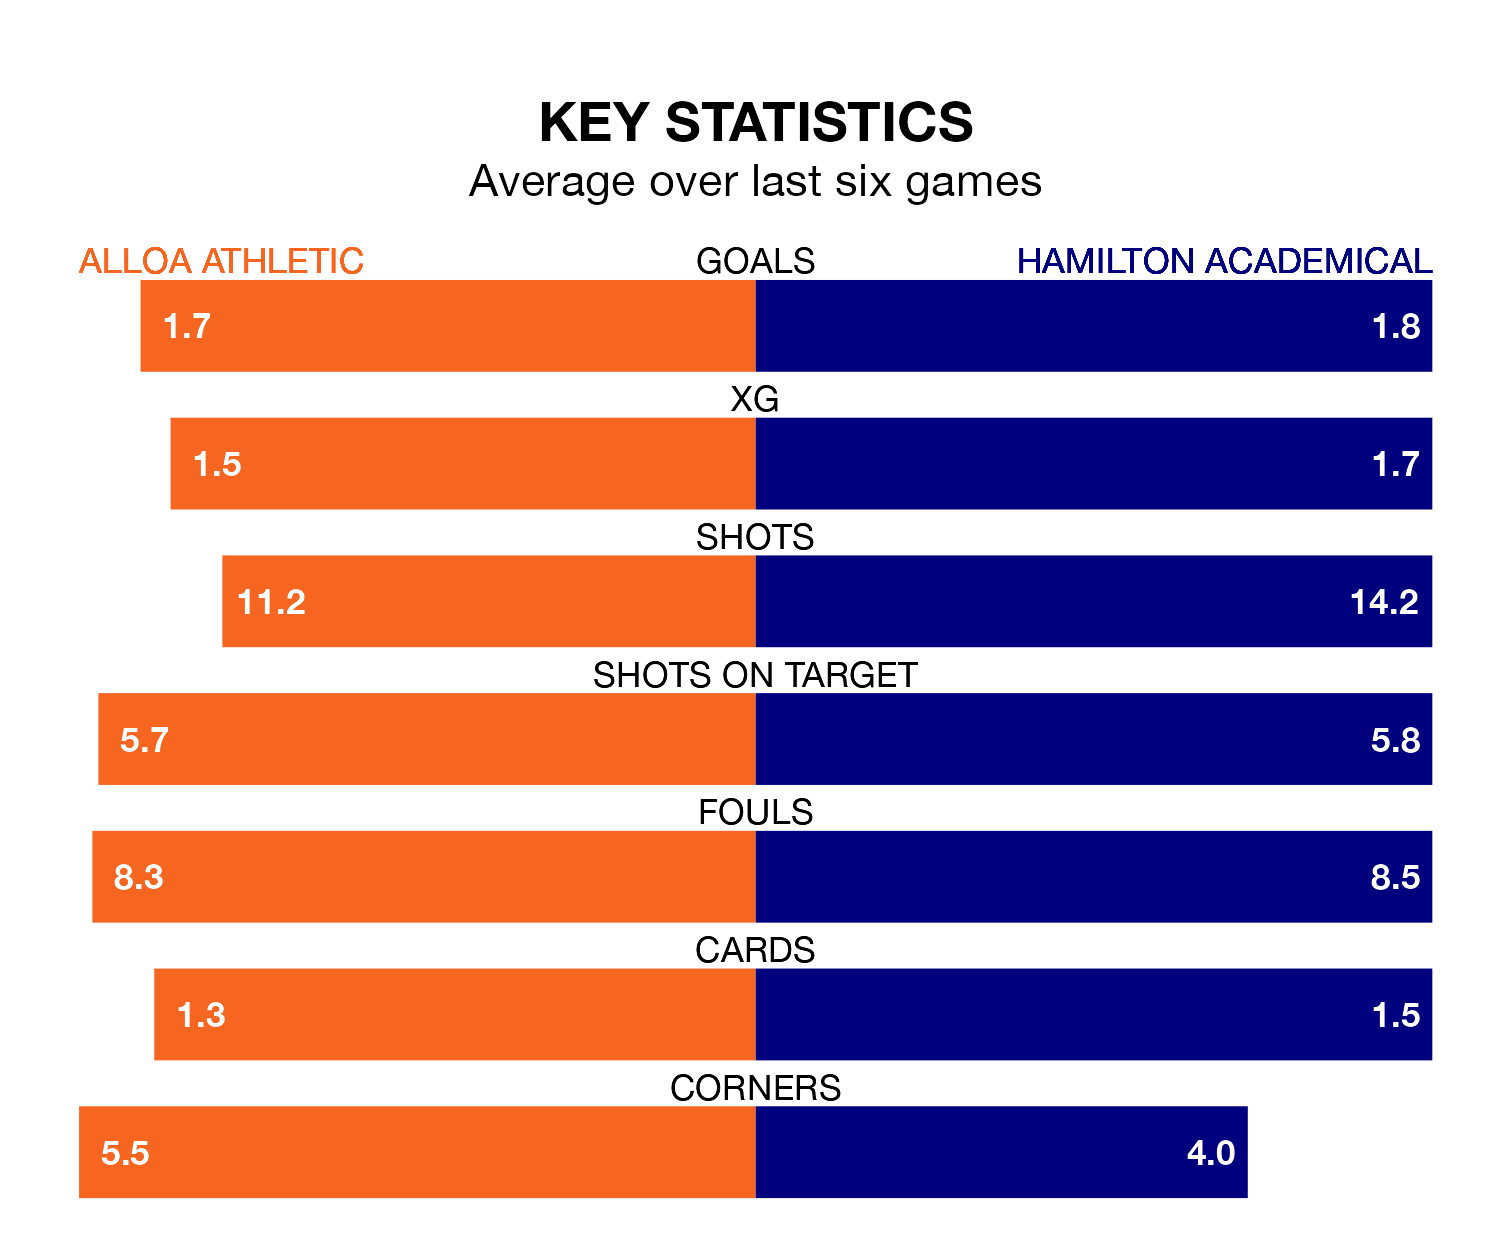 KEY STATISTICS
Average over last six games
ALLOA ATHLETIC GOALS HAMILTON ACADEMICAL
1.7 1.8
XG
1.5 1.7
SHOTS
11.2 14.2
SHOTS ON TARGET
5.7 5.8
FOULS
8.3 8.5
CARDS
1.3 1.5
CORNERS
5.5 4.0